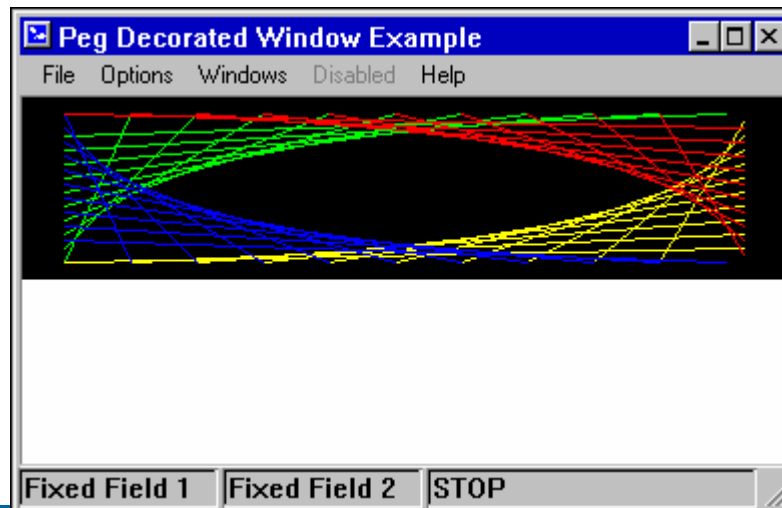 Peg Decorated Window Example
File Options Windows Disabled Help
Fixed Field 1 Fixed Field 2 STOP